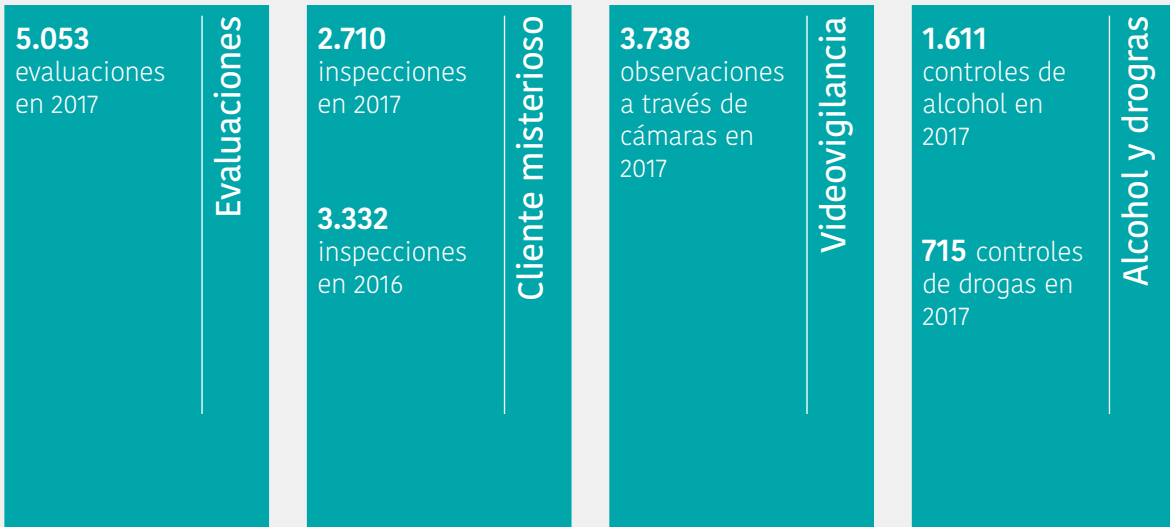 5.053
evaluaciones
en 2017
Evaluaciones
2.710
inspecciones
en 2017
3.332
inspecciones
en 2016
Cliente misterioso
3.738
observaciones
a través de
cámaras en
2017
Videovigilancia
1.611
controles de
alcohol en
2017
715 controles
de drogas en
2017
Alcohol y drogras